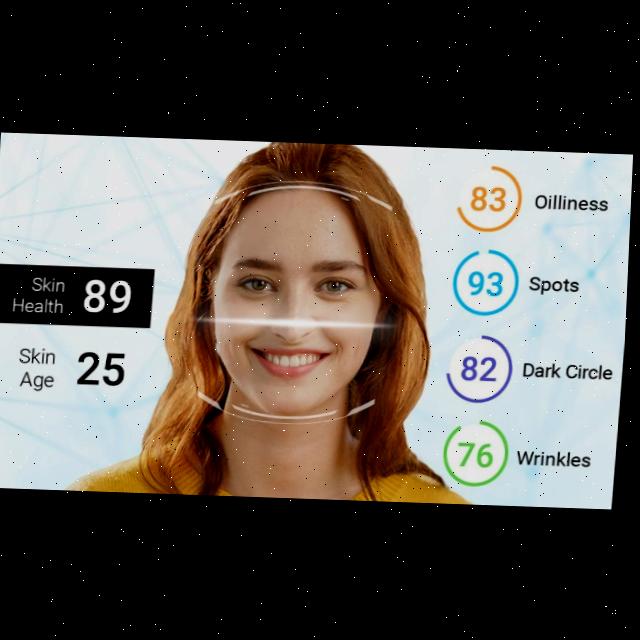 Skin
Health
89
Skin
Age
25
83
Oilliness
93
Spots
82
Dark Circle
76
Wrinkles